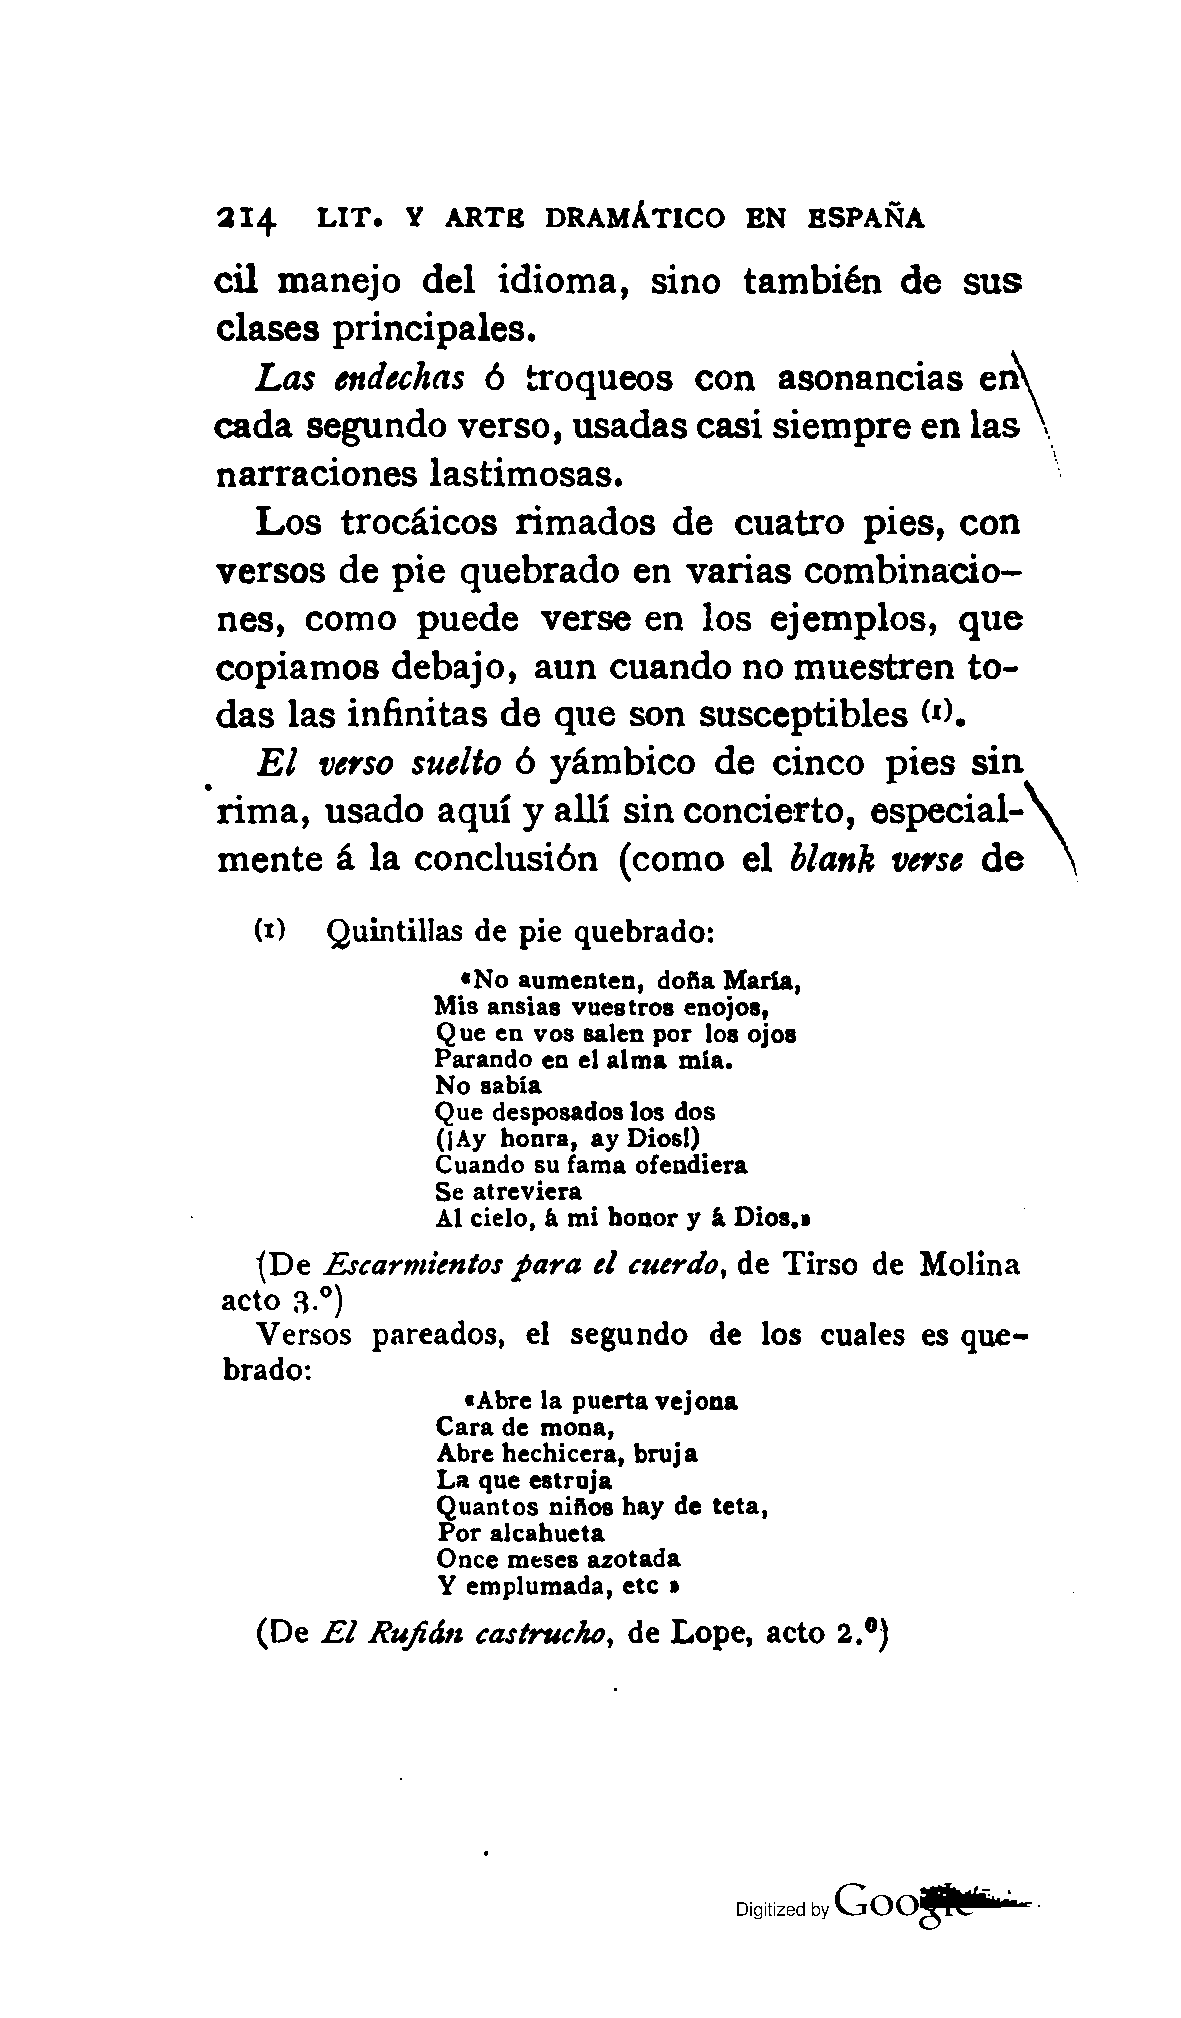 214 LIT. Y ARTE DRAMÁTICO EN ESPAÑA
cil manejo del idioma, sino también de sus
clases principales.
Las endechas ó troqueos con asonancias en
cada segundo verso, usadas casi siempre en las
narraciones lastimosas.
Los trocáicos rimados de cuatro pies, con
versos de pie quebrado en varias combinacio-
nes, como puede verse en los ejemplos, que
copiamos debajo, aun cuando no muestren to-
das las infinitas de que son susceptibles (1).
El verso suelto ó yámbico de cinco pies sin
rima, usado aquí y allí sin concierto, especial-
mente á la conclusión (como el blank verse de
(1) Quintillas de pie quebrado:
«No aumenten, doña María,
Mis ansias vuestros enojos,
Que en vos salen por los ojos
Parando en el alma mía.
No sabía
Que desposados los dos
(¡Ay honra, ay Dios!)
Cuando su fama ofendiera
Se atreviera
Al cielo, á mi honor y á Dios.»
(De Escarmientos para el cuerdo, de Tirso de Molina
acto 3.º)
Versos pareados, el segundo de los cuales es que-
brado:
«Abre la puerta vejona
Cara de mona,
Abre hechicera, bruja
La que estruja
Quantos niños hay de teta,
Por alcahueta
Once meses azotada
Y emplumada, etc »
(De El Rufián castrucho, de Lope, acto 2.º)
Digitized by Google